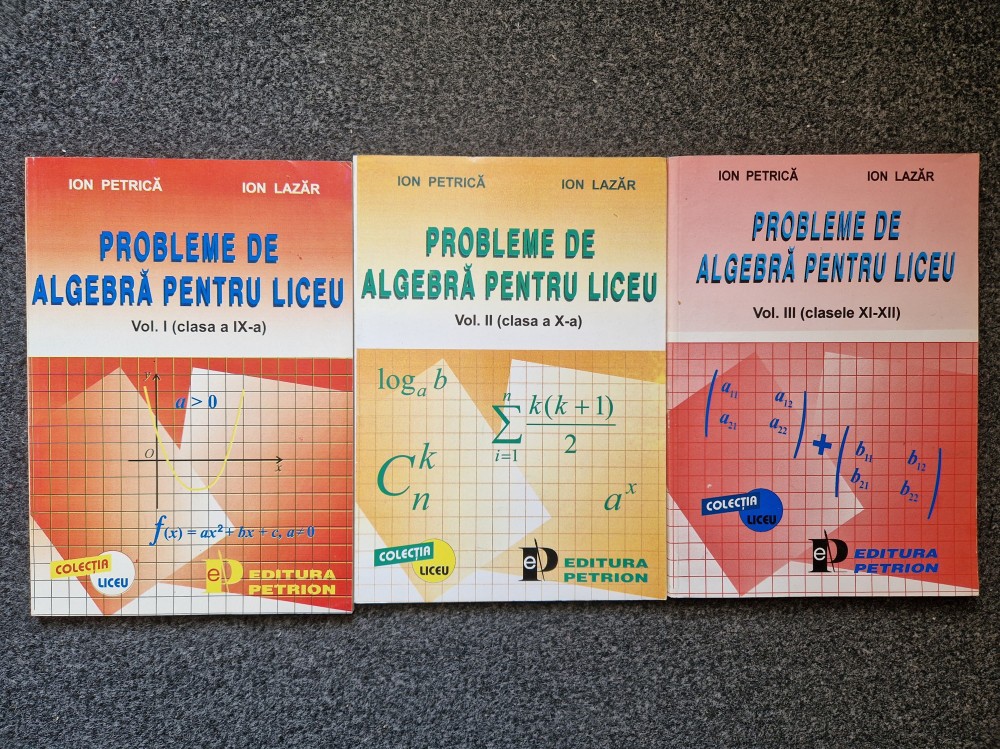 ION PETRICĂ
ION LAZĂR
PROBLEME DE
ALGEBRĂ PENTRU LICEU
Vol. I (clasa a IX-a)
y
a > 0
O
x
f(x) = ax² + bx + c, a≠0
COLECȚIA
LICEU
eP
EDITURA
PETRION
ION PETRICĂ
ION LAZĂR
PROBLEME DE
ALGEBRĂ PENTRU LICEU
Vol. II (clasa a X-a)
logₐ b
n
∑ k(k+1)/2
i=1
Cₙᵏ
aˣ
COLECȚIA
LICEU
eP
EDITURA
PETRION
ION PETRICĂ
ION LAZĂR
PROBLEME DE
ALGEBRĂ PENTRU LICEU
Vol. III (clasele XI-XII)
a₁₁ a₁₂
a₂₁ a₂₂
+
b₁₁ b₁₂
b₂₁ b₂₂
COLECȚIA
LICEU
eP
EDITURA
PETRION